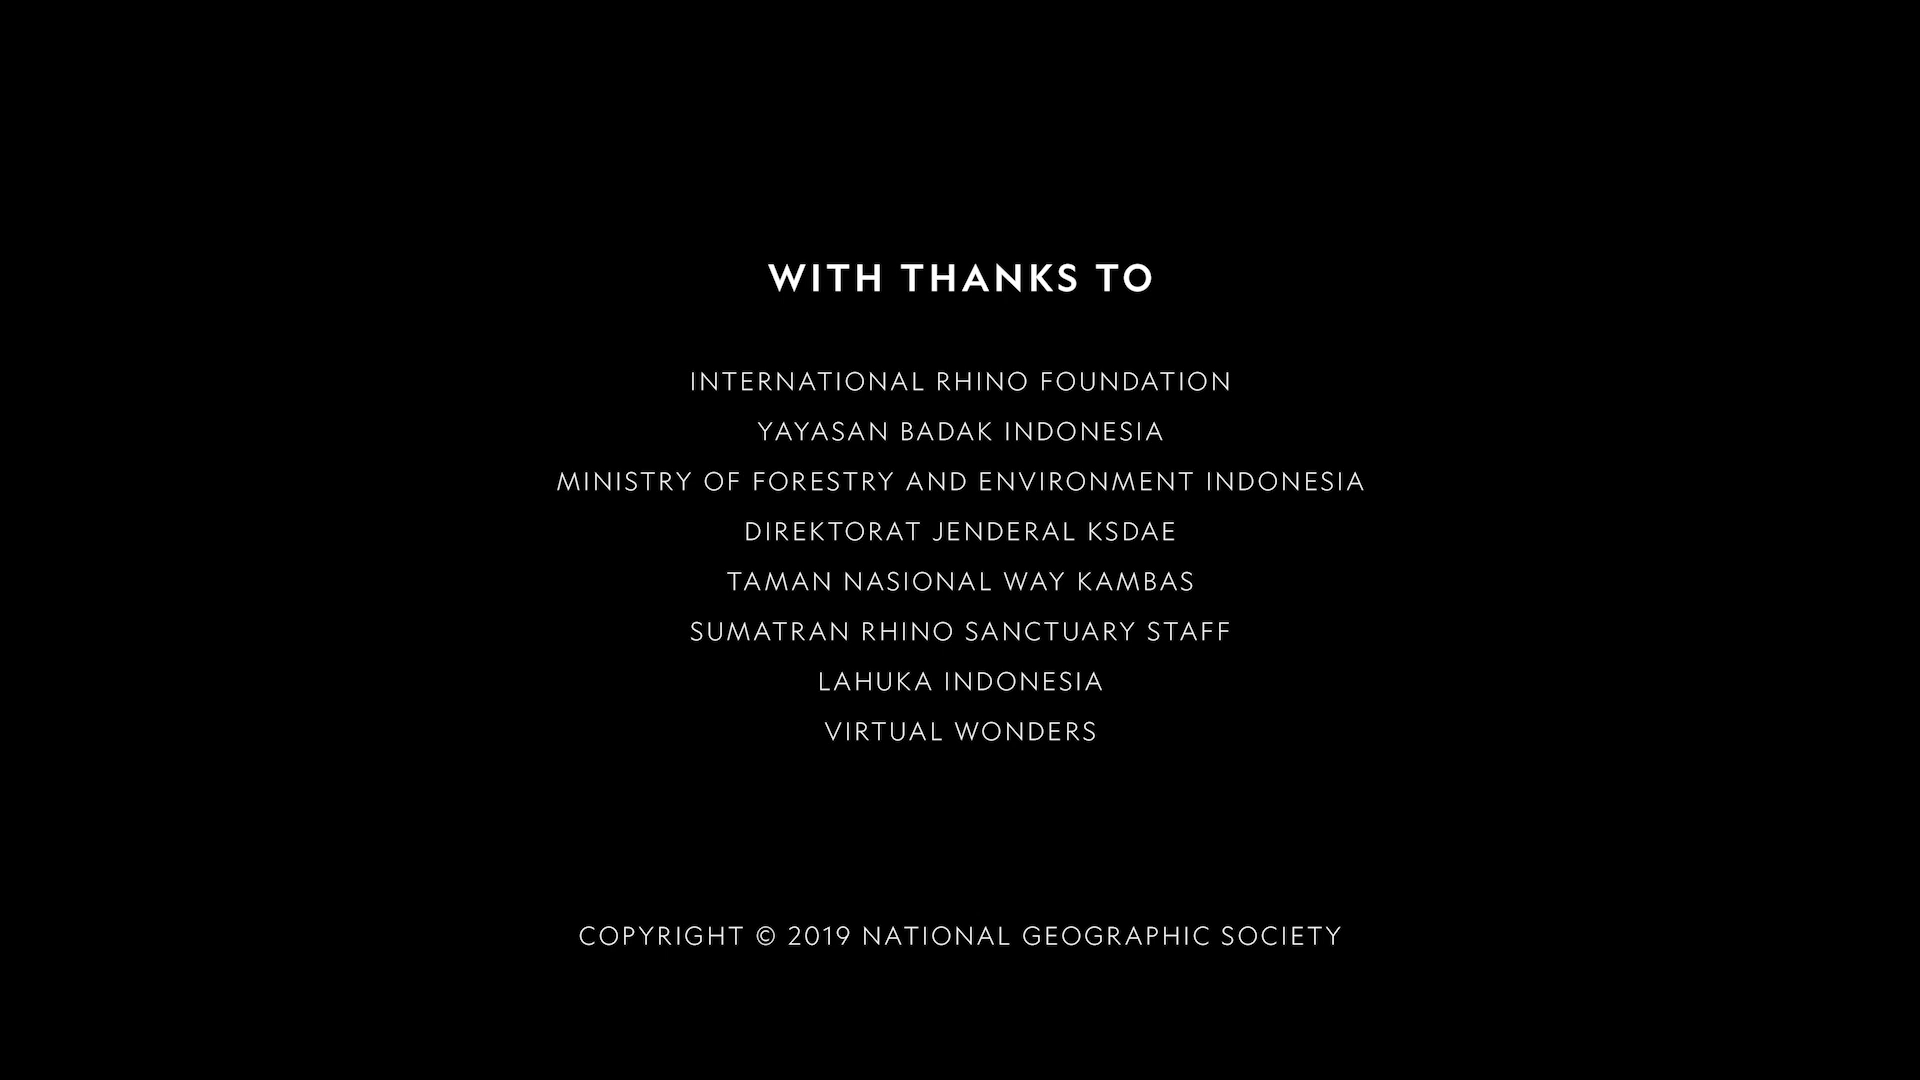 WITH THANKS TO
INTERNATIONAL RHINO FOUNDATION
YAYASAN BADAK INDONESIA
MINISTRY OF FORESTRY AND ENVIRONMENT INDONESIA
DIREKTORAT JENDERAL KSDAE
TAMAN NASIONAL WAY KAMBAS
SUMATRAN RHINO SANCTUARY STAFF
LAHUKA INDONESIA
VIRTUAL WONDERS
COPYRIGHT © 2019 NATIONAL GEOGRAPHIC SOCIETY